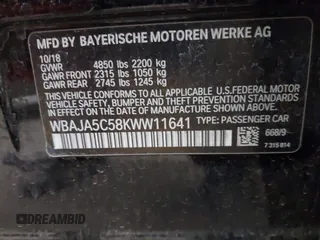 MFD BY BAYERISCHE MOTOREN WERKE AG
10/18
GVWR 4850 lbs 2200 kg
GAWR FRONT 2315 lbs 1050 kg
GAWR REAR 2745 lbs 1245 kg
THIS VEHICLE CONFORMS TO ALL APPLICABLE U.S. FEDERAL MOTOR
VEHICLE SAFETY, BUMPER, AND THEFT PREVENTION STANDARDS
IN EFFECT ON THE DATE OF MANUFACTURE SHOWN ABOVE.
WBAJA5C58KWW11641 TYPE: PASSENGER CAR
668/9
7 315 814
DREAMBID